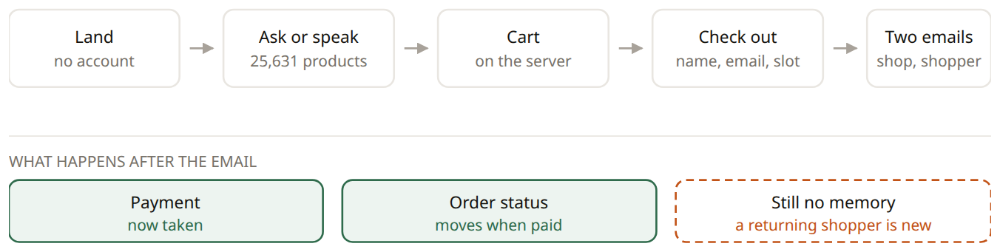 Land
no account
Ask or speak
25,631 products
Cart
on the server
Check out
name, email, slot
Two emails
shop, shopper
WHAT HAPPENS AFTER THE EMAIL
Payment
now taken
Order status
moves when paid
Still no memory
a returning shopper is new